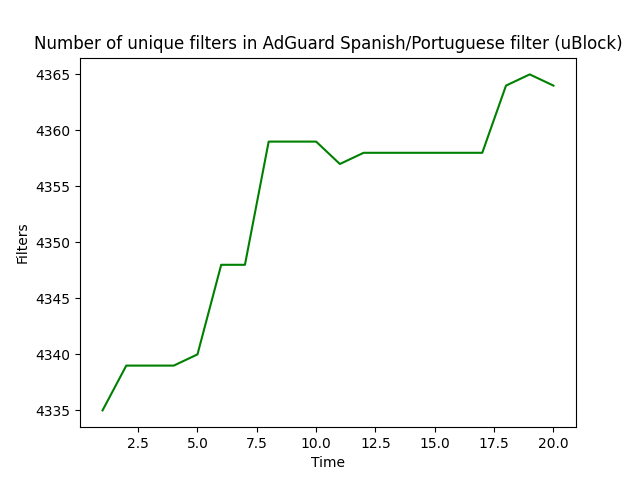 Number of unique filters in AdGuard Spanish/Portuguese filter (uBlock)
4365
4360
4355
4350
4345
4340
4335
Filters
2.5 5.0 7.5 10.0 12.5 15.0 17.5 20.0
Time